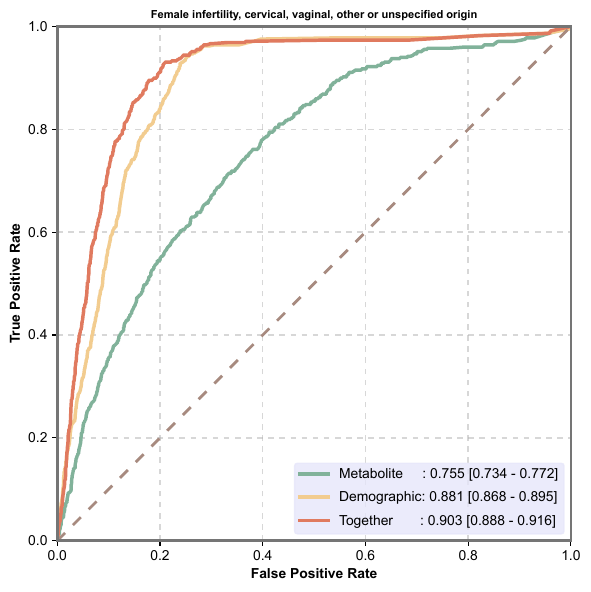 Female infertility, cervical, vaginal, other or unspecified origin
1.0
0.8
0.6
0.4
0.2
0.0
True Positive Rate
Metabolite : 0.755 [0.734 - 0.772]
Demographic: 0.881 [0.868 - 0.895]
Together : 0.903 [0.888 - 0.916]
0.0 0.2 0.4 0.6 0.8 1.0
False Positive Rate